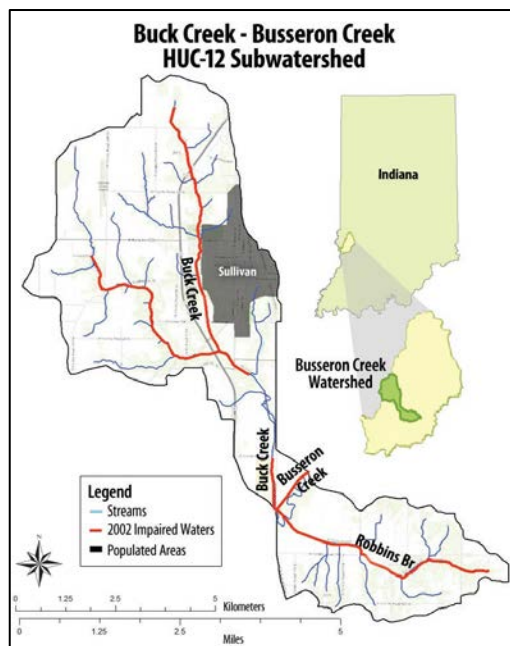 Buck Creek - Busseron Creek
HUC-12 Subwatershed
Indiana
Buck Creek
Sullivan
Busseron Creek
Watershed
Buck Creek
Busseron
Creek
Robbins Br
Legend
Streams
2002 Impaired Waters
Populated Areas
N
0 1.25 2.5 5
Kilometers
0 1.25 2.5 5
Miles